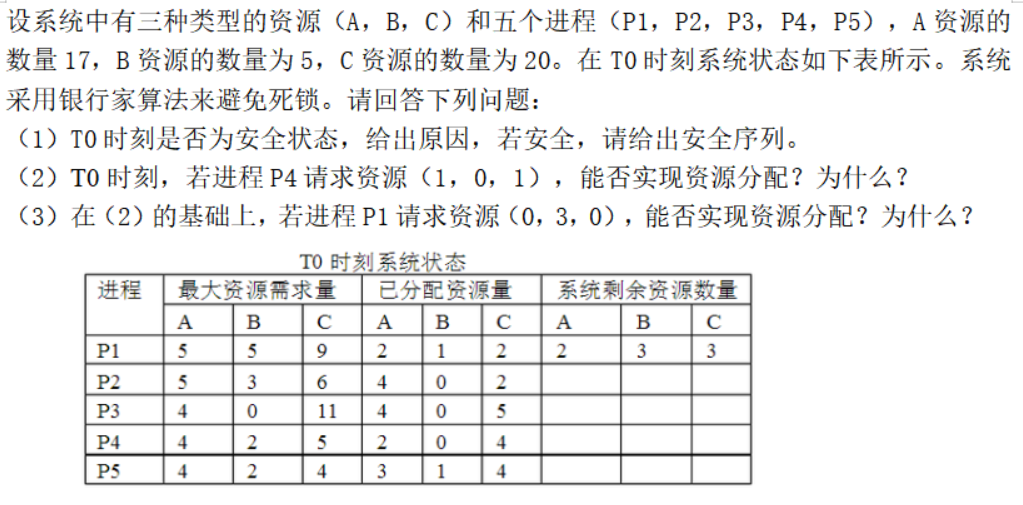 设系统中有三种类型的资源（A，B，C）和五个进程（P1，P2，P3，P4，P5），A 资源的
数量 17，B 资源的数量为 5，C 资源的数量为 20。在 T0 时刻系统状态如下表所示。系统
采用银行家算法来避免死锁。请回答下列问题：
（1）T0 时刻是否为安全状态，给出原因，若安全，请给出安全序列。
（2）T0 时刻，若进程 P4 请求资源（1，0，1），能否实现资源分配？为什么？
（3）在（2）的基础上，若进程 P1 请求资源（0，3，0），能否实现资源分配？为什么？
T0 时刻系统状态
进程 最大资源需求量 已分配资源量 系统剩余资源数量
A B C A B C A B C
P1 5 5 9 2 1 2 2 3 3
P2 5 3 6 4 0 2
P3 4 0 11 4 0 5
P4 4 2 5 2 0 4
P5 4 2 4 3 1 4